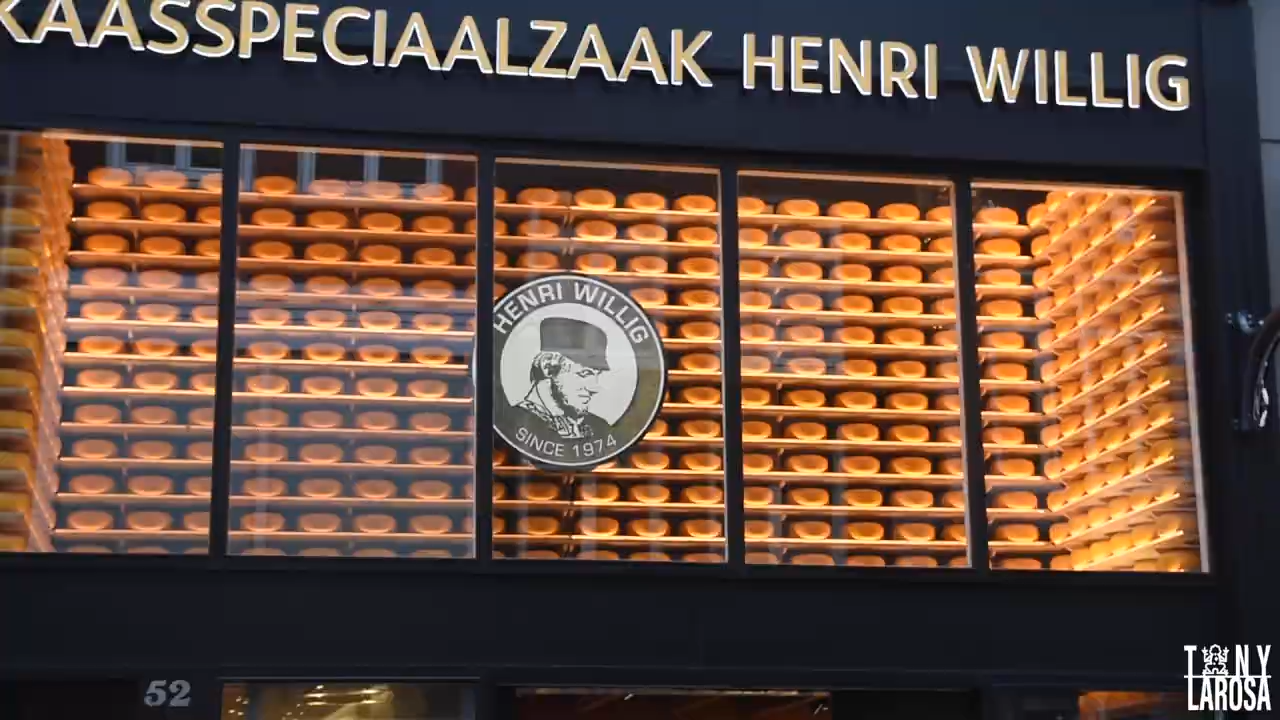 KAASSPECIAALZAAK HENRI WILLIG
HENRI WILLIG
SINCE 1974
52
TONY
LAROSA